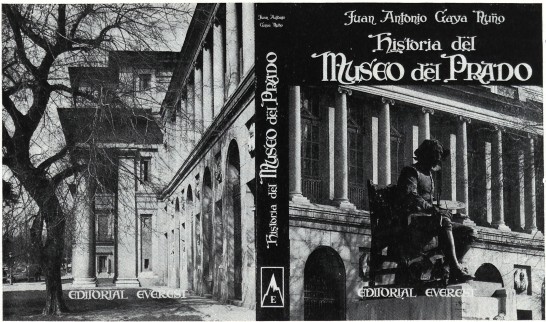 EDITORIAL EVEREST
Juan Antonio
Gaya Nuño
Historia del MUSEO del PRADO
E
Juan Antonio Gaya Nuño
Historia del
MUSEO del PRADO
EDITORIAL EVEREST